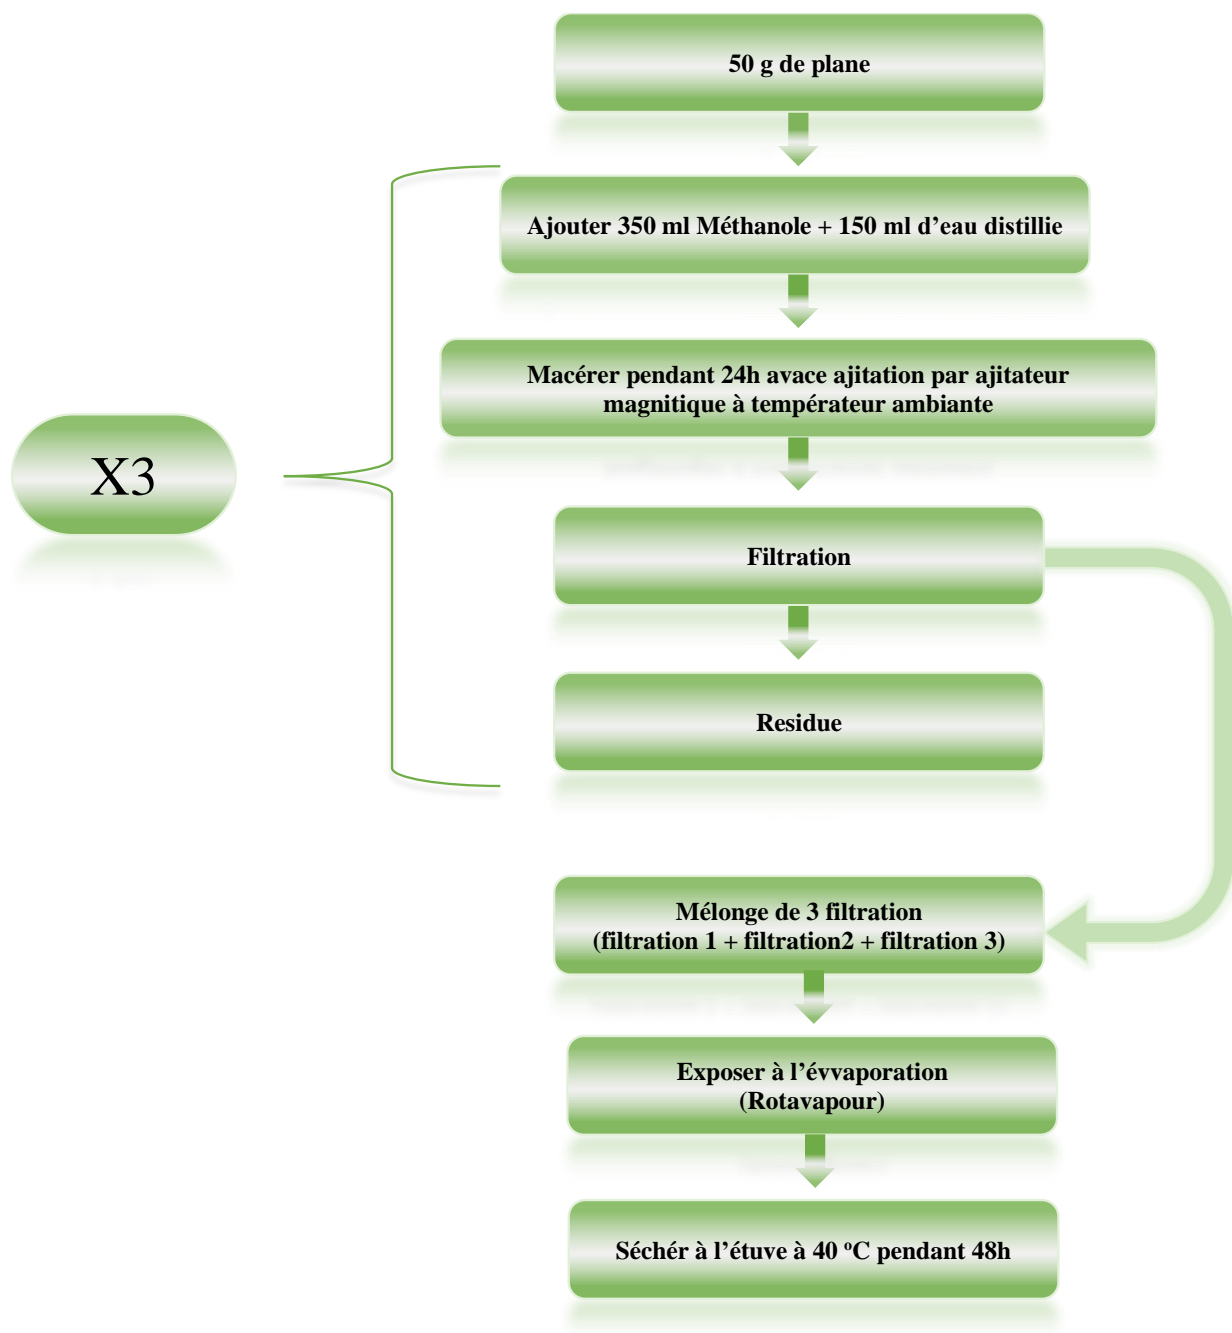 50 g de plane
Ajouter 350 ml Méthanole + 150 ml d’eau distillie
Macérer pendant 24h avace ajitation par ajitateur
magnitique à températeur ambiante
X3
Filtration
Residue
Mélonge de 3 filtration
(filtration 1 + filtration2 + filtration 3)
Exposer à l’évvaporation
(Rotavapour)
Séchér à l’étuve à 40 ºC pendant 48h